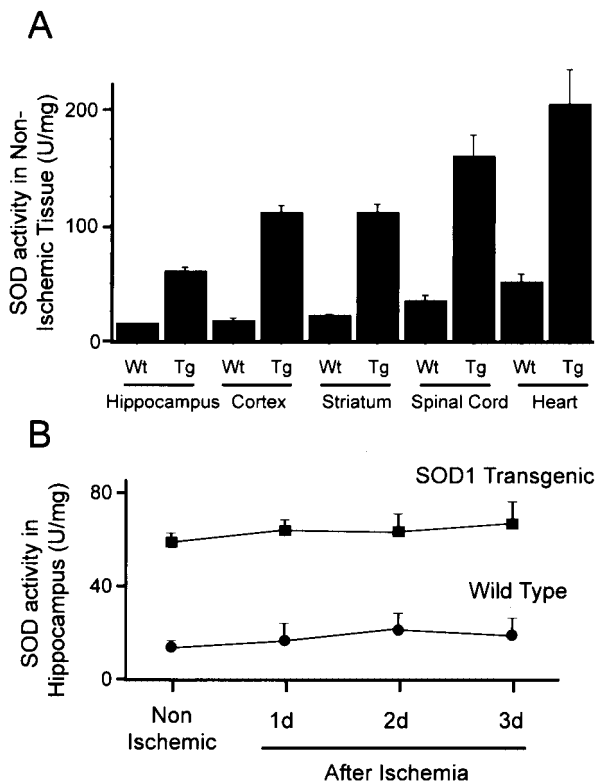 A
SOD activity in Non-
Ischemic Tissue (U/mg)
200
100
0
Wt Tg Wt Tg Wt Tg Wt Tg Wt Tg
Hippocampus Cortex Striatum Spinal Cord Heart
B
SOD activity in
Hippocampus (U/mg)
80
40
0
SOD1 Transgenic
Wild Type
Non
Ischemic
1d 2d 3d
After Ischemia